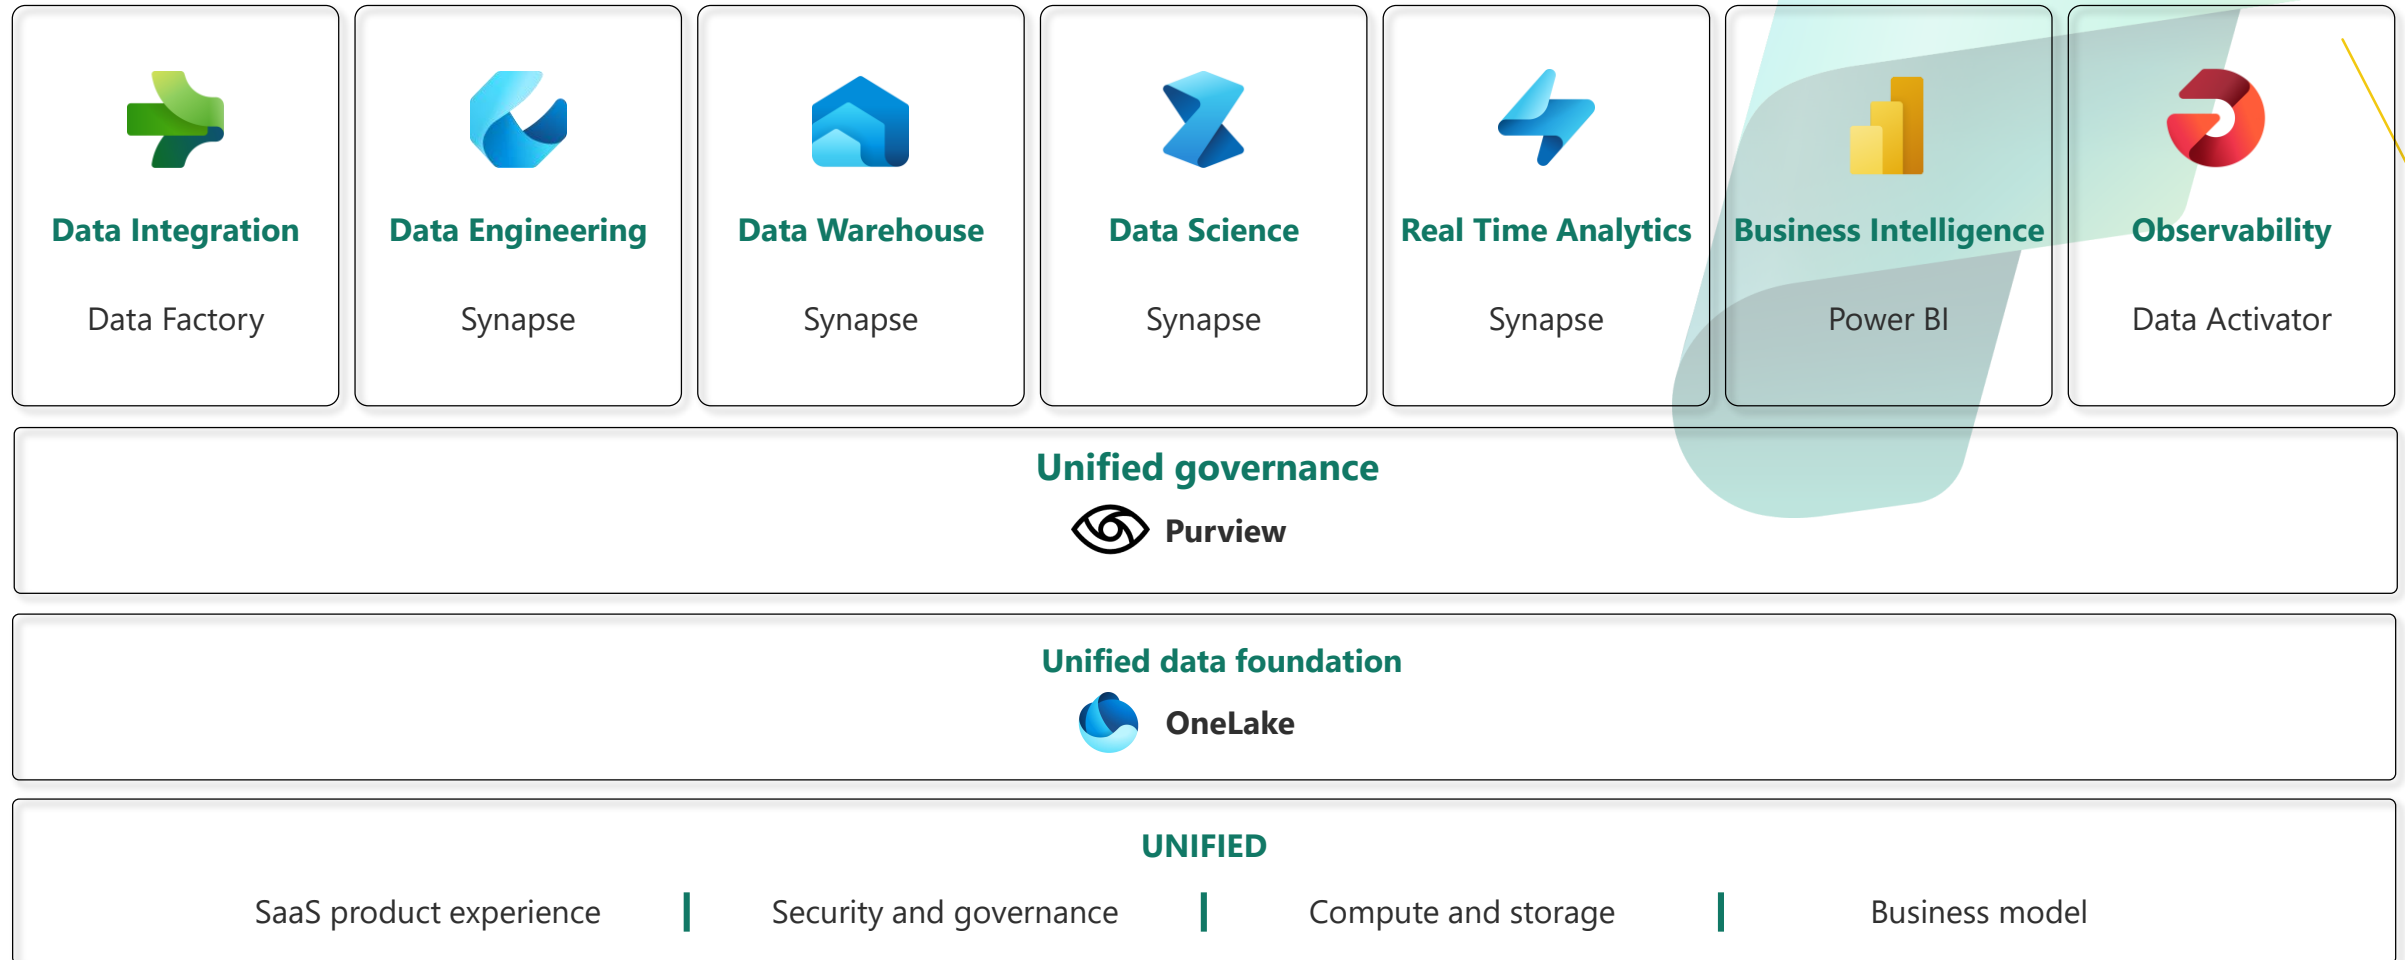 Data Integration
Data Engineering
Data Warehouse
Data Science
Real Time Analytics
Business Intelligence
Observability
Data Factory
Synapse
Synapse
Synapse
Synapse
Power BI
Data Activator
Unified governance
Purview
Unified data foundation
OneLake
UNIFIED
SaaS product experience
Security and governance
Compute and storage
Business model